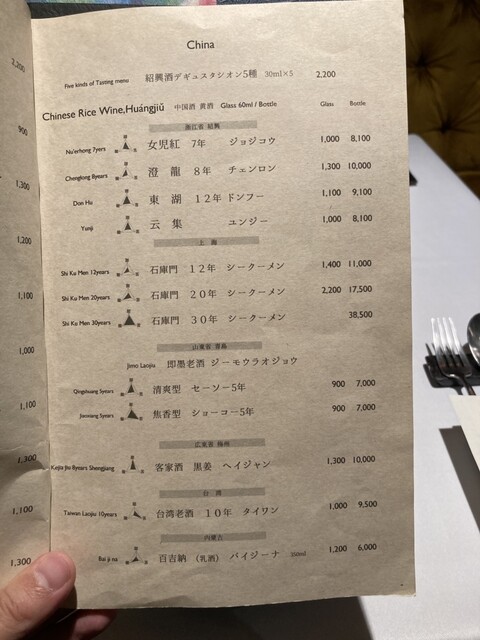 China
Five kinds of Tasting menu 紹興酒デギュスタシオン5種 30ml×5 2,200
Chinese Rice Wine,Huángjiǔ 中国酒 黄酒 Glass 60ml / Bottle Glass Bottle
浙江省 紹興
Nu'erhong 7yers 女児紅 7年 ジョジコウ 1,000 8,100
Chenglong 8yers 澄龍 8年 チェンロン 1,300 10,000
Don Hu 東湖 12年 ドンフー 1,100 9,100
Yunji 云集 ユンジー 1,000 8,100
上海
Shi Ku Men 12years 石庫門 12年 シークーメン 1,400 11,000
Shi Ku Men 20years 石庫門 20年 シークーメン 2,200 17,500
Shi Ku Men 30years 石庫門 30年 シークーメン 38,500
山東省 青島
Jimo Laojiu 即墨老酒 ジーモウラオジョウ
Qingshuang 5years 清爽型 セーソー5年 900 7,000
Jiaoxiang 5years 焦香型 ショーコー5年 900 7,000
広東省 梅州
Kejia Jiu 8years Shengjiang 客家酒 黒姜 ヘイジャン 1,300 10,000
台湾
Taiwan Laojiu 10years 台湾老酒 10年 タイワン 1,000 9,500
内蒙古
Bai ji na 百吉納 (乳酒) バイジーナ 1,200 6,000
2,200
900
1,300
1,200
1,100
1,000
1,100
1,300
1,100
1,300